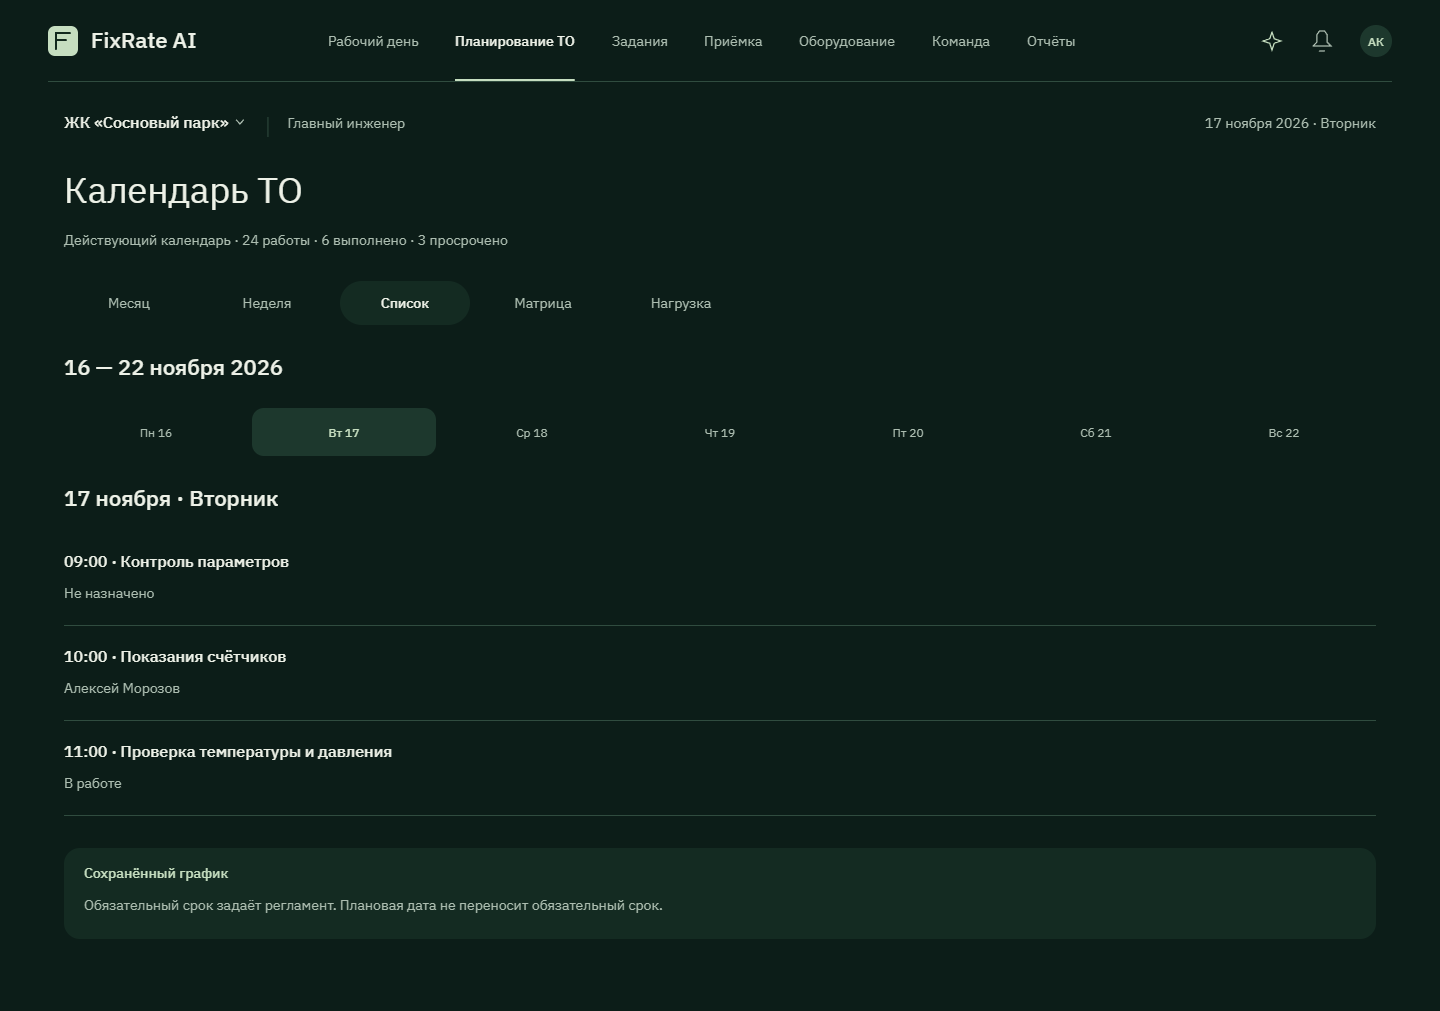 FixRate AI
Рабочий день Планирование ТО Задания Приёмка Оборудование Команда Отчёты АК
ЖК «Сосновый парк» Главный инженер 17 ноября 2026 · Вторник
Календарь ТО
Действующий календарь · 24 работы · 6 выполнено · 3 просрочено
Месяц Неделя Список Матрица Нагрузка
16 — 22 ноября 2026
Пн 16 Вт 17 Ср 18 Чт 19 Пт 20 Сб 21 Вс 22
17 ноября · Вторник
09:00 · Контроль параметров
Не назначено
10:00 · Показания счётчиков
Алексей Морозов
11:00 · Проверка температуры и давления
В работе
Сохранённый график
Обязательный срок задаёт регламент. Плановая дата не переносит обязательный срок.